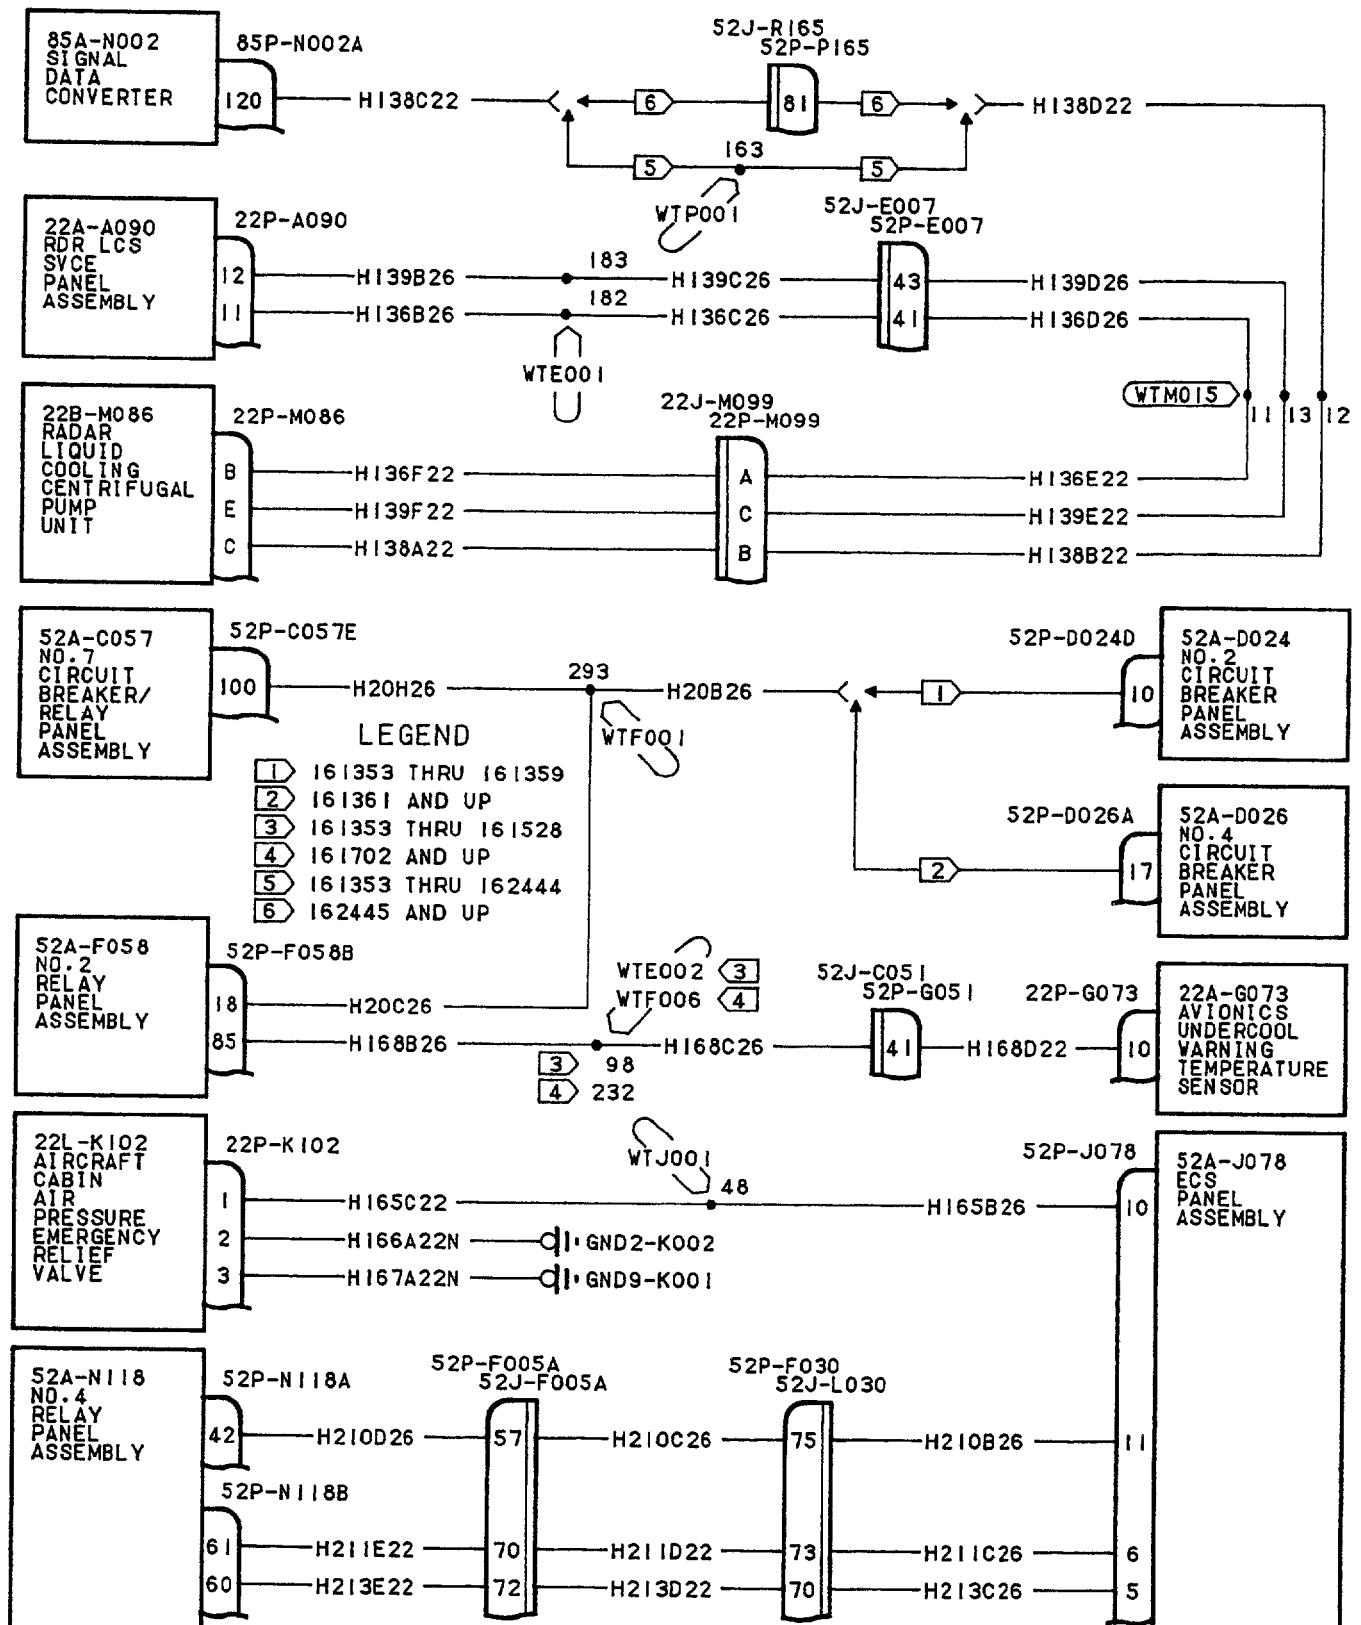 85A-N002
SIGNAL
DATA
CONVERTER
85P-N002A
120
H138C22
6
52J-R165
52P-P165
81
6
H138D22
5
163
5
WTP001
22A-A090
RDR LCS
SVCE
PANEL
ASSEMBLY
22P-A090
12
H139B26
183
H139C26
52J-E007
52P-E007
43
H139D26
11
H136B26
182
H136C26
41
H136D26
WTE001
WTM015
11
13
12
22B-M086
RADAR
LIQUID
COOLING
CENTRIFUGAL
PUMP
UNIT
22P-M086
22J-M099
22P-M099
B
H136F22
A
H136E22
E
H139F22
C
H139E22
C
H138A22
B
H138B22
52A-C057
NO.7
CIRCUIT
BREAKER/
RELAY
PANEL
ASSEMBLY
52P-C057E
100
H20H26
293
H20B26
1
52P-D024D
10
52A-D024
NO.2
CIRCUIT
BREAKER
PANEL
ASSEMBLY
WTF001
LEGEND
1 161353 THRU 161359
2 161361 AND UP
3 161353 THRU 161528
4 161702 AND UP
5 161353 THRU 162444
6 162445 AND UP
2
52P-D026A
17
52A-D026
NO.4
CIRCUIT
BREAKER
PANEL
ASSEMBLY
52A-F058
NO.2
RELAY
PANEL
ASSEMBLY
52P-F058B
18
H20C26
85
H168B26
WTE002 3
WTF006 4
3 98
4 232
H168C26
52J-C051
52P-G051
41
H168D22
22P-G073
10
22A-G073
AVIONICS
UNDERCOOL
WARNING
TEMPERATURE
SENSOR
22L-K102
AIRCRAFT
CABIN
AIR
PRESSURE
EMERGENCY
RELIEF
VALVE
22P-K102
1
H165C22
WTJ001
48
H165B26
52P-J078
10
52A-J078
ECS
PANEL
ASSEMBLY
2
H166A22N
GND2-K002
3
H167A22N
GND9-K001
52A-N118
NO.4
RELAY
PANEL
ASSEMBLY
52P-N118A
52P-F005A
52J-F005A
52P-F030
52J-L030
42
H210D26
57
H210C26
75
H210B26
11
52P-N118B
61
H211E22
70
H211D22
73
H211C26
6
60
H213E22
72
H213D22
70
H213C26
5